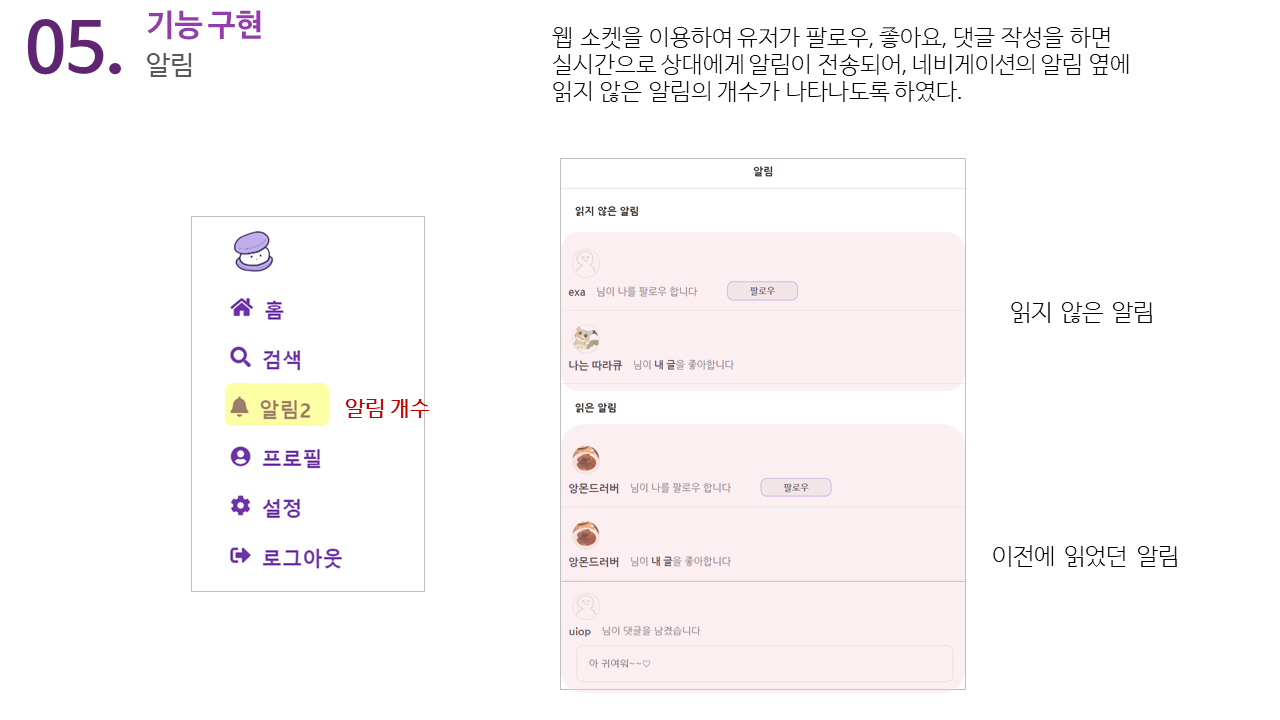 05.
기능 구현
알림
웹 소켓을 이용하여 유저가 팔로우, 좋아요, 댓글 작성을 하면
실시간으로 상대에게 알림이 전송되어, 네비게이션의 알림 옆에
읽지 않은 알림의 개수가 나타나도록 하였다.
홈
검색
알림2
알림 개수
프로필
설정
로그아웃
알림
읽지 않은 알림
exa 님이 나를 팔로우 합니다 팔로우
나는 따라큐 님이 내 글을 좋아합니다
읽은 알림
앙몬드러버 님이 나를 팔로우 합니다 팔로우
앙몬드러버 님이 내 글을 좋아합니다
uiop 님이 댓글을 남겼습니다
아 귀여워~~♡
읽지 않은 알림
이전에 읽었던 알림